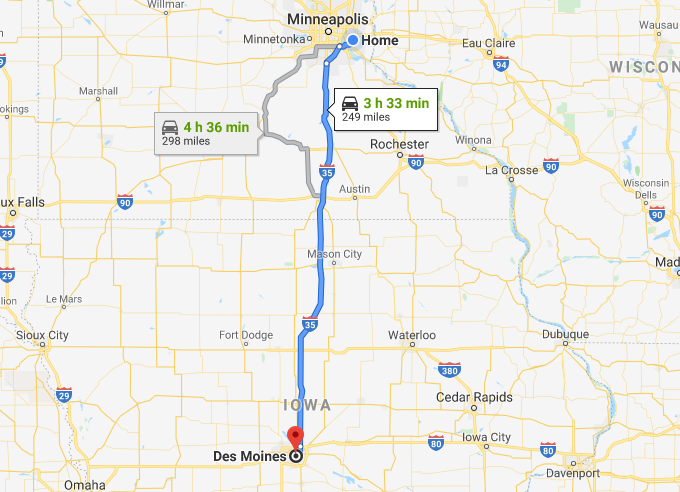 Minneapolis
Wausau
Minnetonka
Home
Eau Claire
94
WISCON
Marshall
3 h 33 min
249 miles
4 h 36 min
298 miles
Rochester
Winona
90
90
La Crosse
35
Austin
Wisconsin
Dells
ux Falls
90
90
29
Mason City
Mad
29
Le Mars
35
Sioux City
Fort Dodge
Waterloo
Dubuque
380
29
IOWA
Cedar Rapids
80
Iowa City
80
Des Moines
Davenport
Omaha